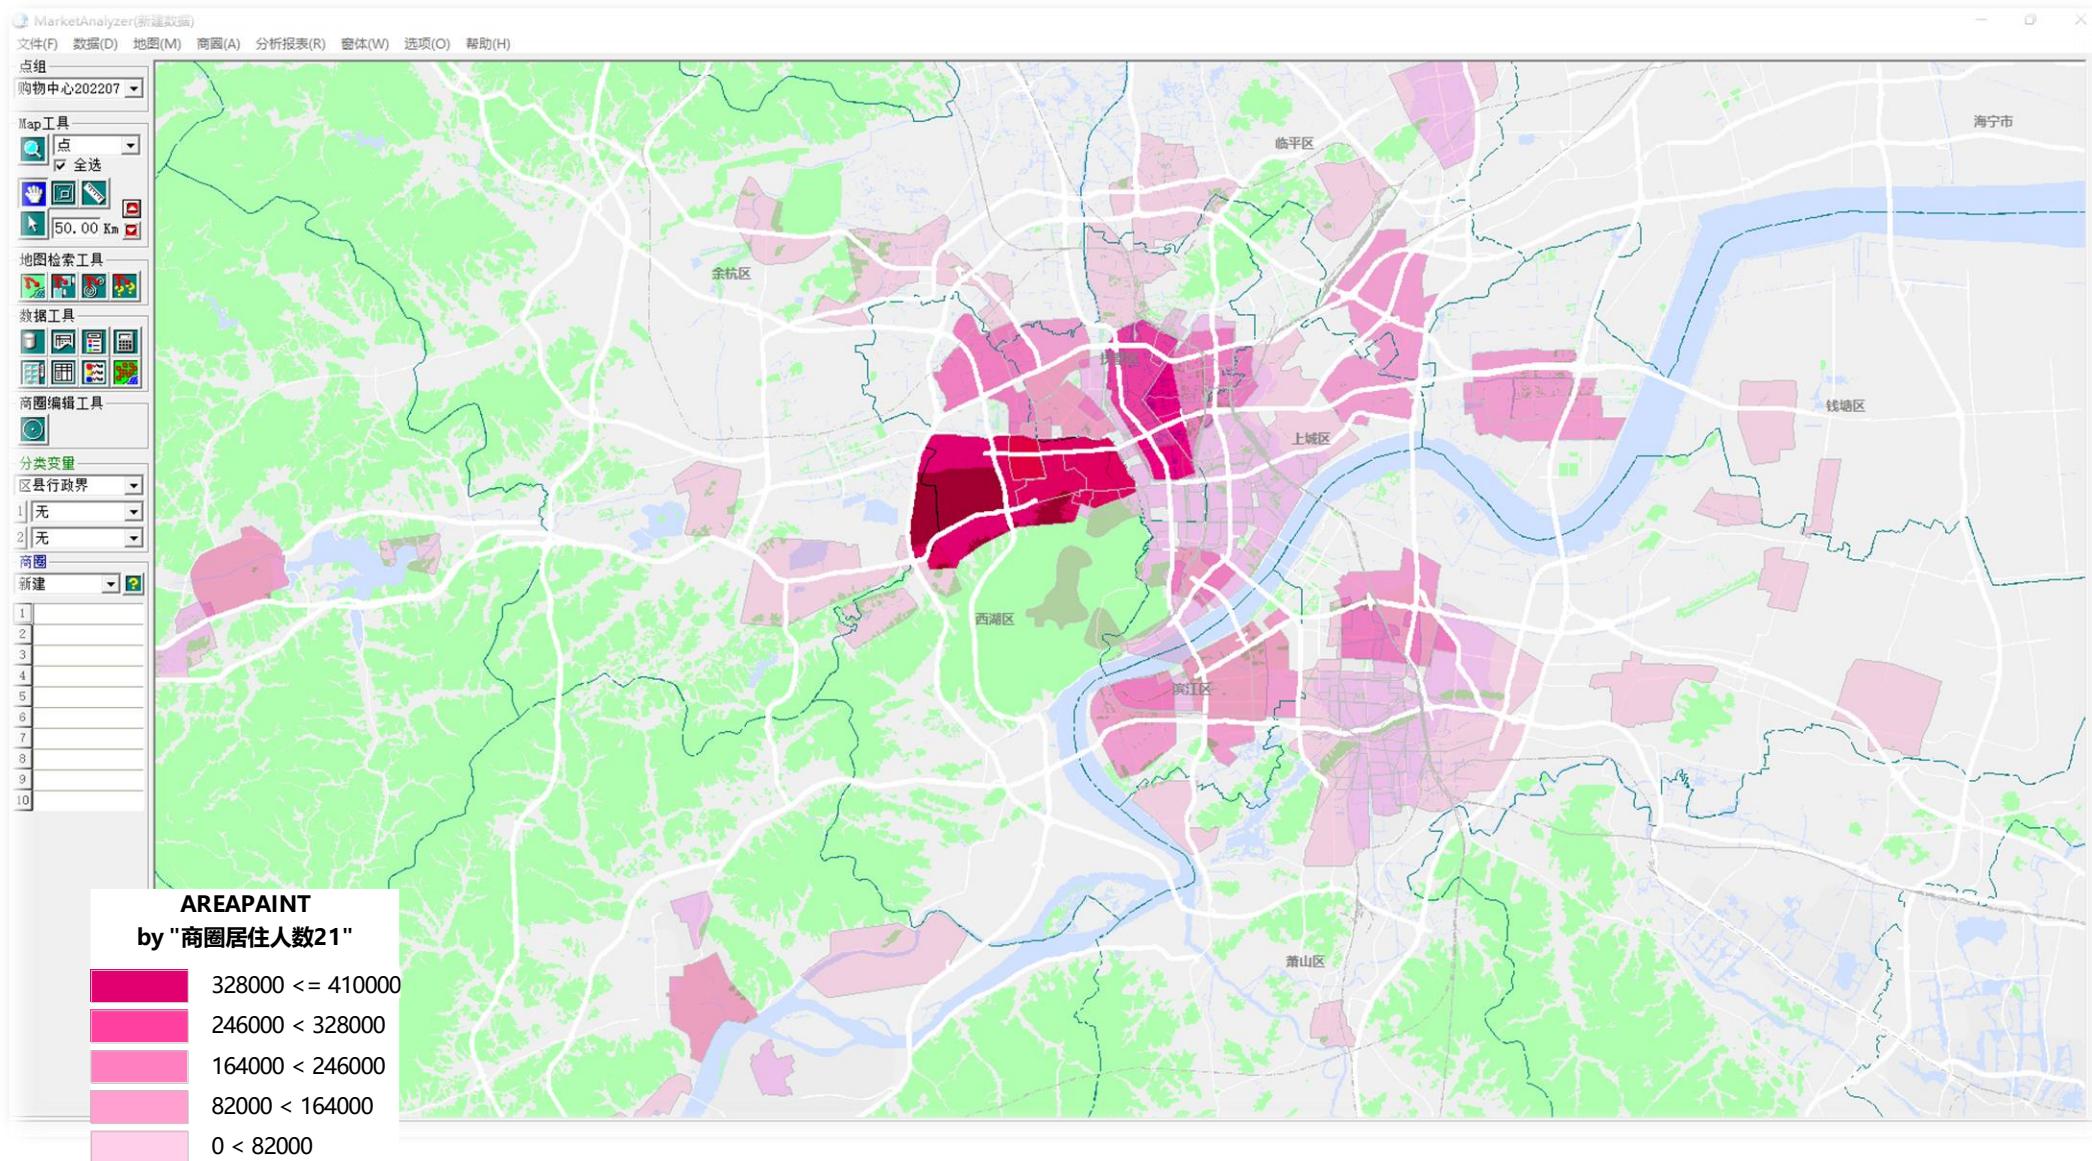 MarketAnalyzer(新建数据)
文件(F) 数据(D) 地图(M) 商圈(A) 分析报表(R) 窗体(W) 选项(O) 帮助(H)
点组
购物中心202207
Map工具
点
全选
50.00 Km
地图检索工具
数据工具
商圈编辑工具
分类变量
区县行政界
1 无
2 无
商圈
新建
1
2
3
4
5
6
7
8
9
10
海宁市
临平区
余杭区
拱墅区
钱塘区
上城区
西湖区
滨江区
萧山区
AREAPAINT
by "商圈居住人数21"
328000 <= 410000
246000 < 328000
164000 < 246000
82000 < 164000
0 < 82000